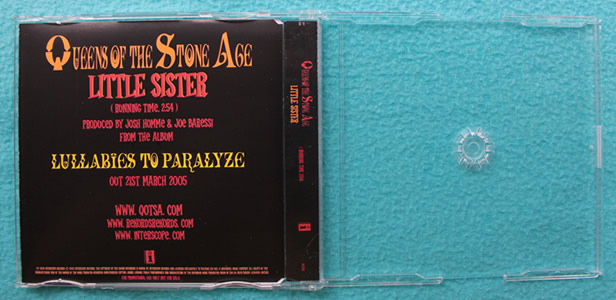 QUEENS OF THE STONE AGE
LITTLE SISTER
( RUNNING TIME, 2:54 )
PRODUCED BY JOSH HOMME & JOE BARESSI
FROM THE ALBUM
LULLABIES TO PARALYZE
OUT 21ST MARCH 2005
WWW. QOTSA. COM
WWW. REKORDSREKORDS. COM
WWW. INTERSCOPE. COM
QUEENS OF THE STONE AGE
LITTLE SISTER